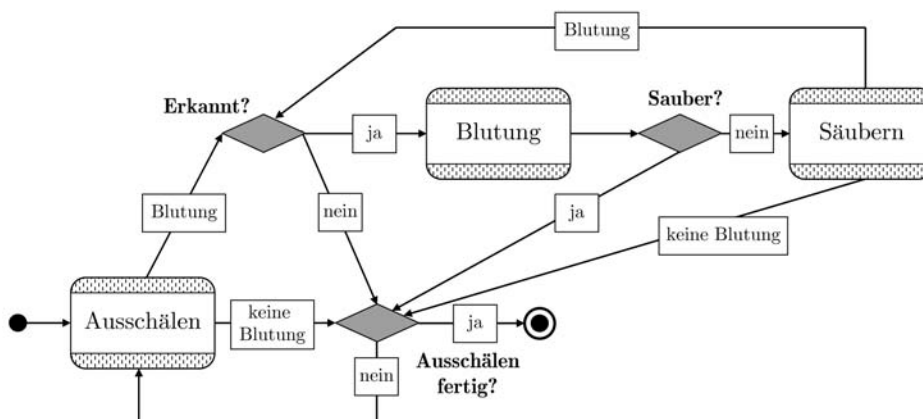 Blutung
Erkannt?
Sauber?
ja
Blutung
nein
Säubern
Blutung
nein
ja
keine Blutung
Ausschälen
keine
Blutung
ja
Ausschälen
fertig?
nein